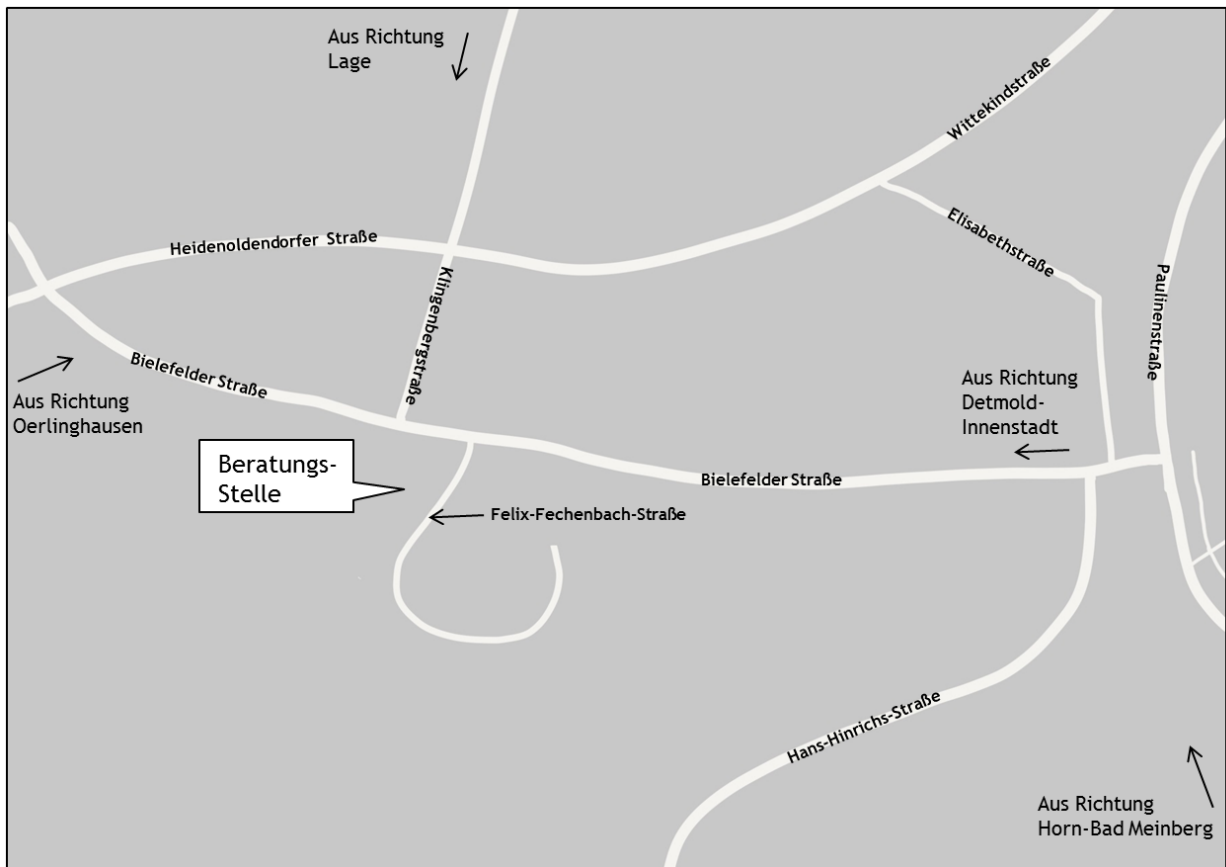 Aus Richtung
Lage
Wittekindstraße
Elisabethstraße
Heidenoldendorfer Straße
Klingenbergstraße
Paulinenstraße
Bielefelder Straße
Aus Richtung
Oerlinghausen
Aus Richtung
Detmold-
Innenstadt
Beratungs-
Stelle
Bielefelder Straße
Felix-Fechenbach-Straße
Hans-Hinrichs-Straße
Aus Richtung
Horn-Bad Meinberg